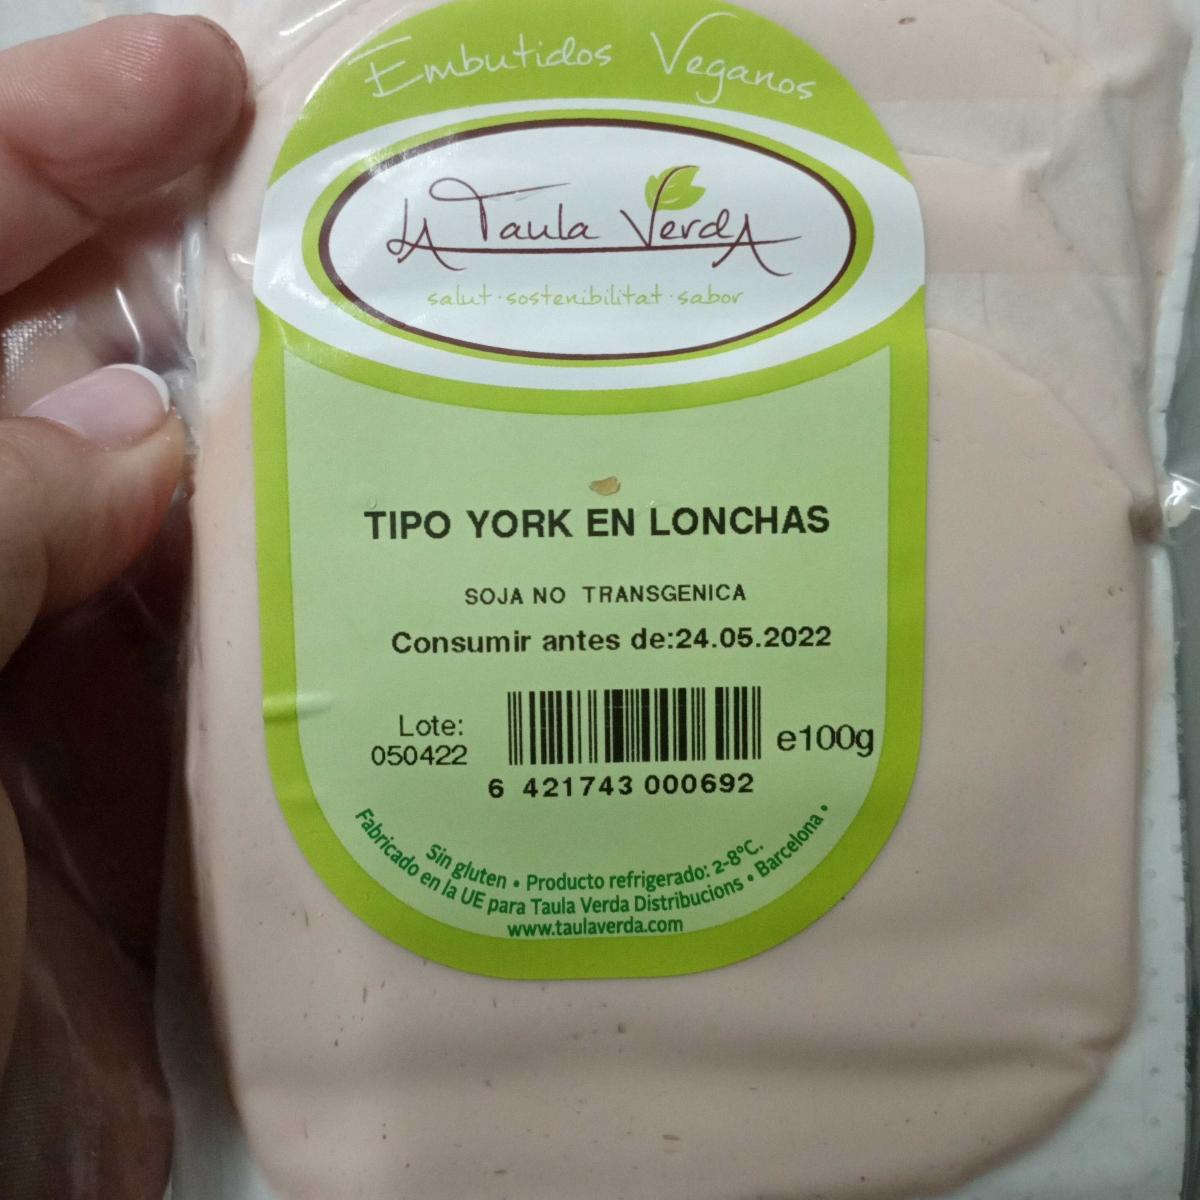 Embutidos Veganos
LA Taula VerdA
salut·sostenibilitat·sabor
TIPO YORK EN LONCHAS
SOJA NO TRANSGENICA
Consumir antes de:24.05.2022
Lote:
050422
e100g
6 421743 000692
Sin gluten • Producto refrigerado: 2-8°C.
Fabricado en la UE para Taula Verda Distribucions • Barcelona •
www.taulaverda.com